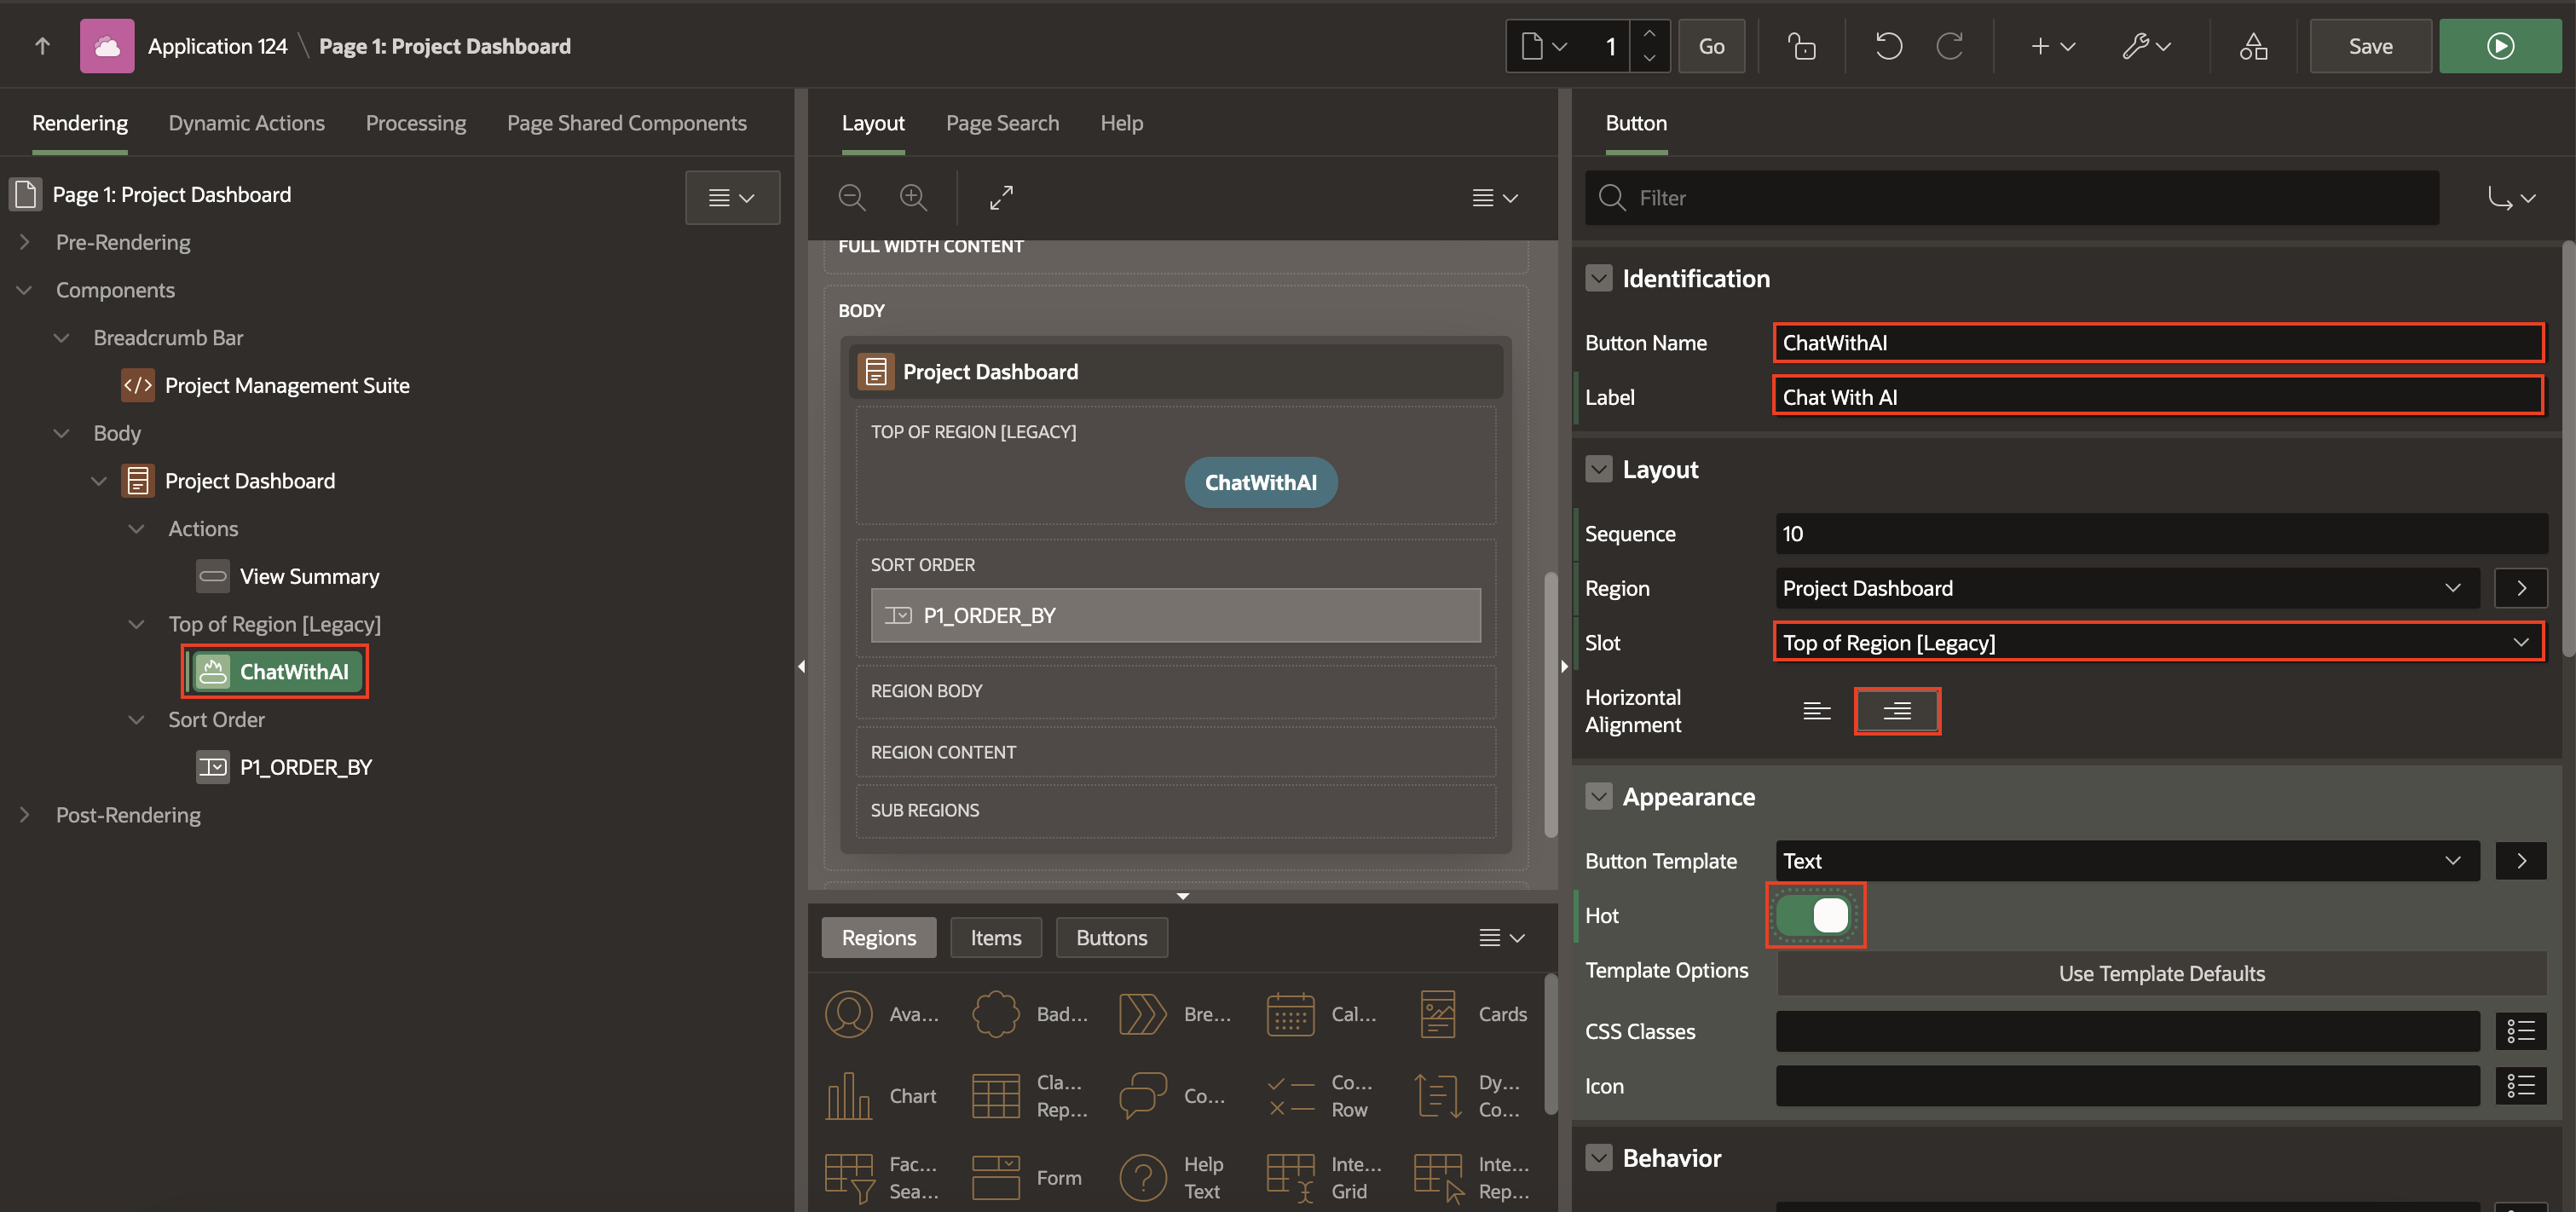 Application 124 \ Page 1: Project Dashboard
1
Go
Save
Rendering
Dynamic Actions
Processing
Page Shared Components
Page 1: Project Dashboard
Pre-Rendering
Components
Breadcrumb Bar
</> Project Management Suite
Body
Project Dashboard
Actions
View Summary
Top of Region [Legacy]
ChatWithAI
Sort Order
P1_ORDER_BY
Post-Rendering
Layout
Page Search
Help
FULL WIDTH CONTENT
BODY
Project Dashboard
TOP OF REGION [LEGACY]
ChatWithAI
SORT ORDER
P1_ORDER_BY
REGION BODY
REGION CONTENT
SUB REGIONS
Regions
Items
Buttons
Ava...
Bad...
Bre...
Cal...
Cards
Chart
Cla...
Rep...
Co...
Co...
Row
Dy...
Co...
Fac...
Sea...
Form
Help
Text
Inte...
Grid
Inte...
Rep...
Button
Filter
Identification
Button Name
ChatWithAI
Label
Chat With AI
Layout
Sequence
10
Region
Project Dashboard
Slot
Top of Region [Legacy]
Horizontal
Alignment
Appearance
Button Template
Text
Hot
Template Options
Use Template Defaults
CSS Classes
Icon
Behavior